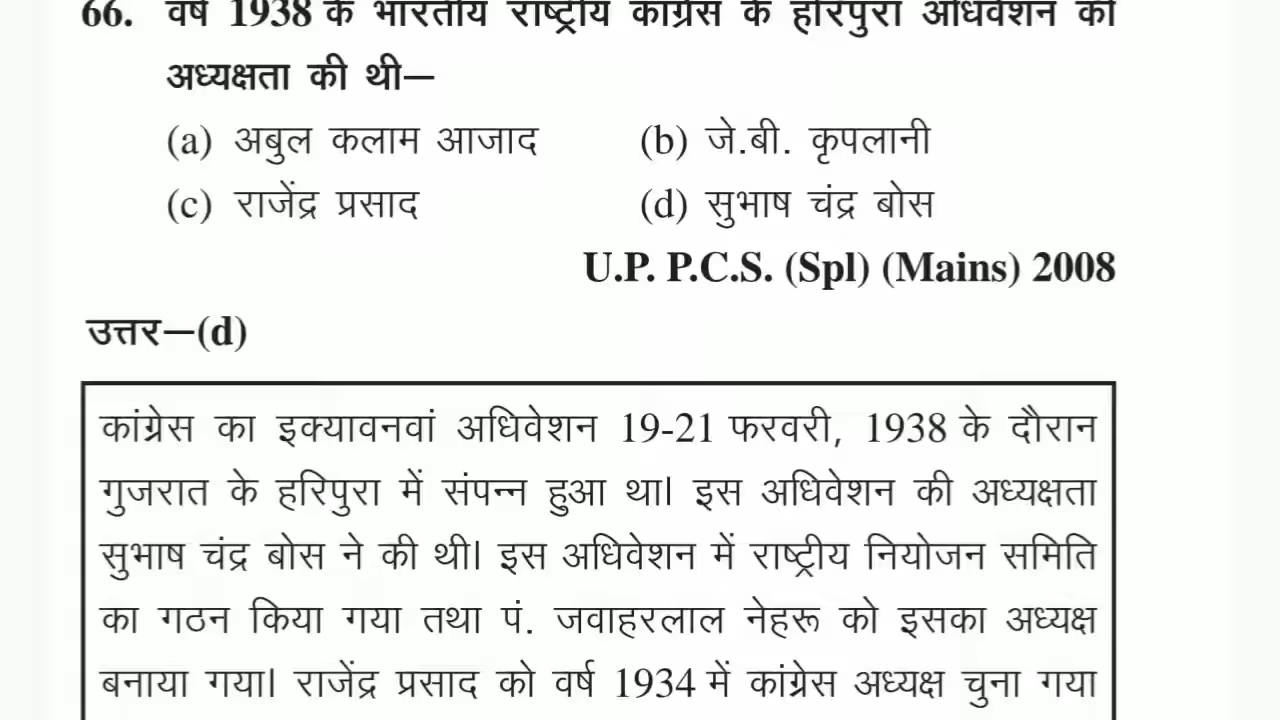 66. वर्ष 1938 के भारतीय राष्ट्रीय कांग्रेस के हरिपुरा अधिवेशन की
अध्यक्षता की थी—
(a) अबुल कलाम आजाद (b) जे.बी. कृपलानी
(c) राजेंद्र प्रसाद (d) सुभाष चंद्र बोस
U.P. P.C.S. (Spl) (Mains) 2008
उत्तर—(d)
कांग्रेस का इक्यावनवां अधिवेशन 19-21 फरवरी, 1938 के दौरान
गुजरात के हरिपुरा में संपन्न हुआ था। इस अधिवेशन की अध्यक्षता
सुभाष चंद्र बोस ने की थी। इस अधिवेशन में राष्ट्रीय नियोजन समिति
का गठन किया गया तथा पं. जवाहरलाल नेहरू को इसका अध्यक्ष
बनाया गया। राजेंद्र प्रसाद को वर्ष 1934 में कांग्रेस अध्यक्ष चुना गया